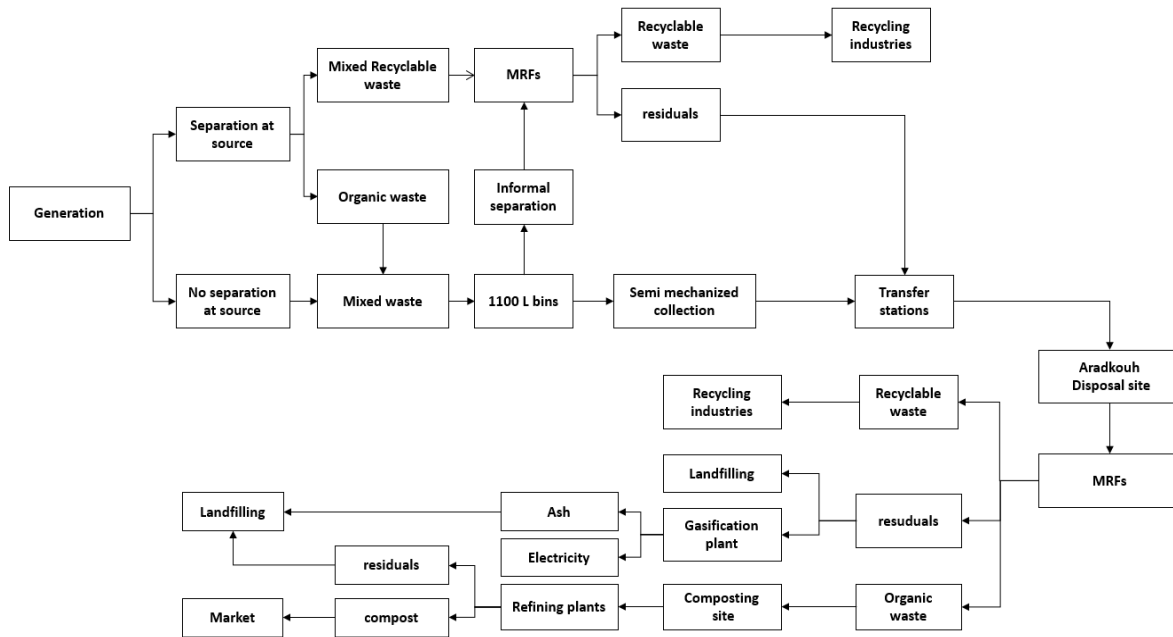 Recyclable
waste
Recycling
industries
Mixed Recyclable
waste
MRFs
Separation at
source
residuals
Organic waste
Informal
separation
Generation
No separation
at source
Mixed waste
1100 L bins
Semi mechanized
collection
Transfer
stations
Aradkouh
Disposal site
Recycling
industries
Recyclable
waste
MRFs
Landfilling
Landfilling
Ash
Gasification
plant
resuduals
Electricity
residuals
Market
compost
Refining plants
Composting
site
Organic
waste